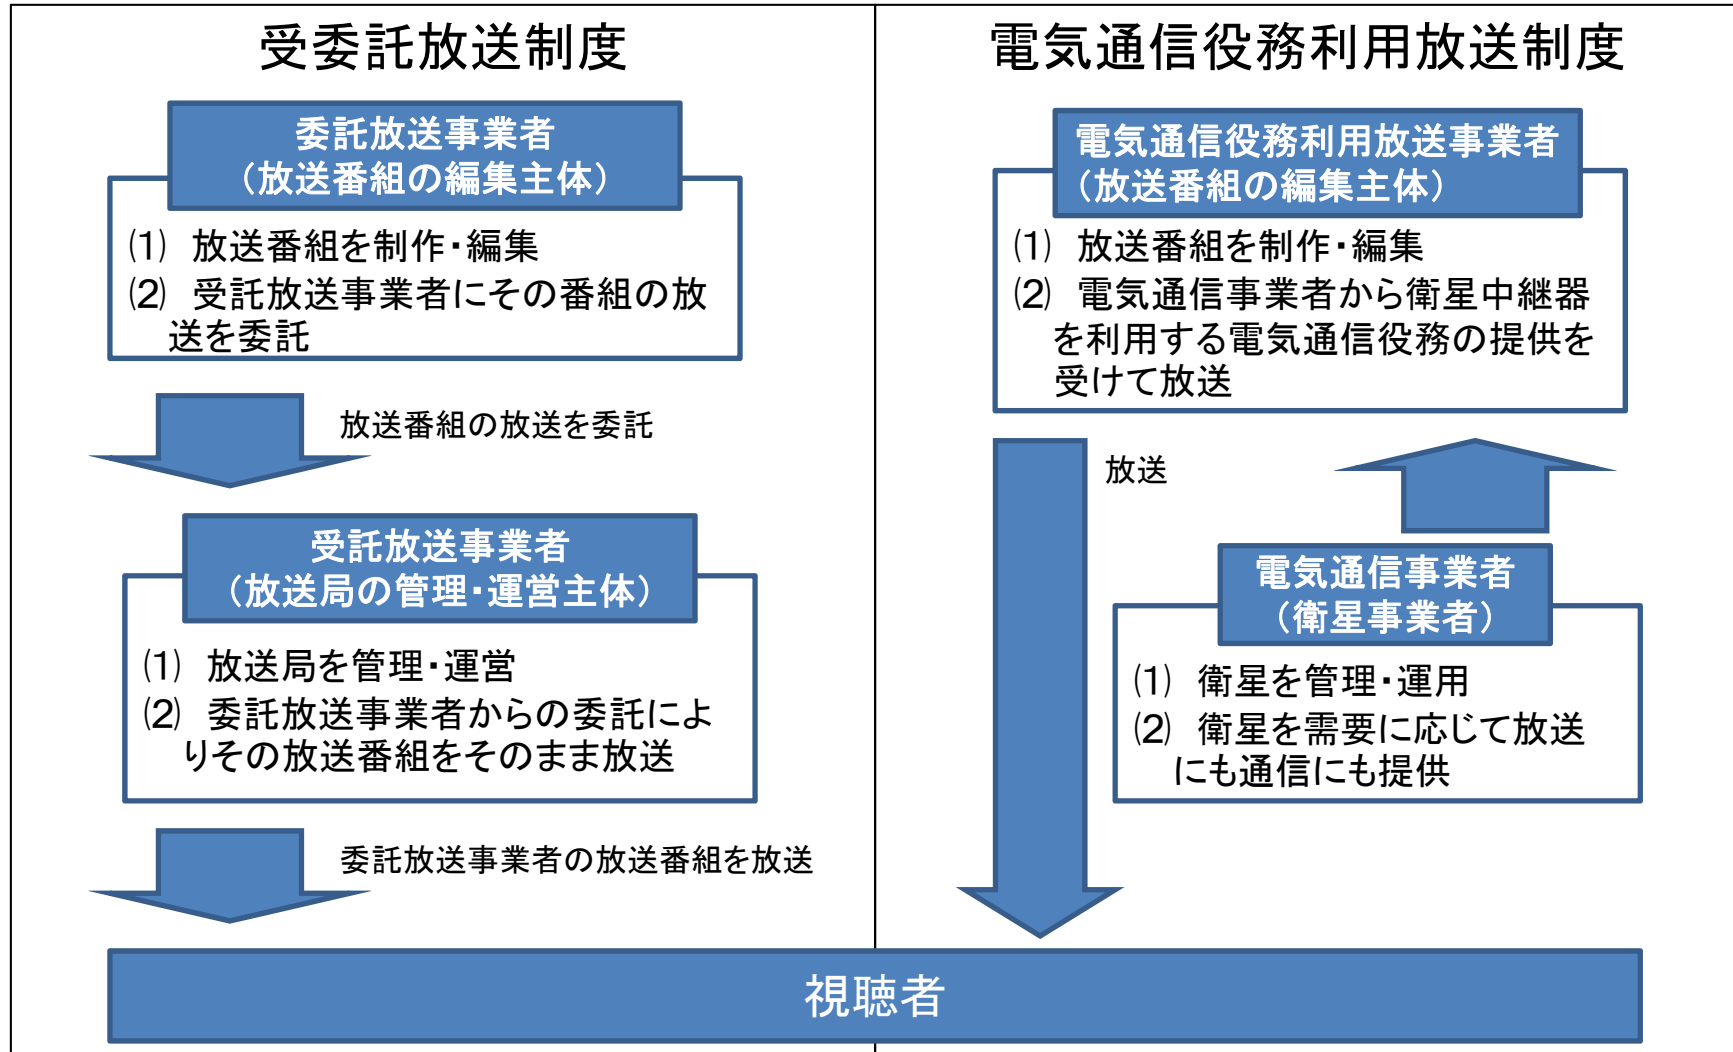 受委託放送制度
委託放送事業者
（放送番組の編集主体）
⑴ 放送番組を制作・編集
⑵ 受託放送事業者にその番組の放
送を委託
放送番組の放送を委託
受託放送事業者
（放送局の管理・運営主体）
⑴ 放送局を管理・運営
⑵ 委託放送事業者からの委託によ
りその放送番組をそのまま放送
委託放送事業者の放送番組を放送
電気通信役務利用放送制度
電気通信役務利用放送事業者
（放送番組の編集主体）
⑴ 放送番組を制作・編集
⑵ 電気通信事業者から衛星中継器
を利用する電気通信役務の提供を
受けて放送
放送
電気通信事業者
（衛星事業者）
⑴ 衛星を管理・運用
⑵ 衛星を需要に応じて放送
にも通信にも提供
視聴者